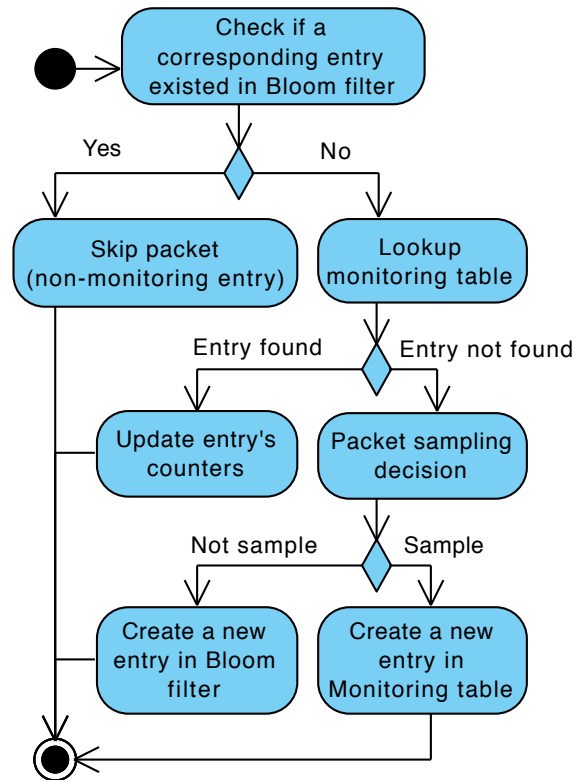 Check if a
corresponding entry
existed in Bloom filter
Yes
No
Skip packet
(non-monitoring entry)
Lookup
monitoring table
Entry found
Entry not found
Update entry's
counters
Packet sampling
decision
Not sample
Sample
Create a new
entry in Bloom
filter
Create a new
entry in
Monitoring table